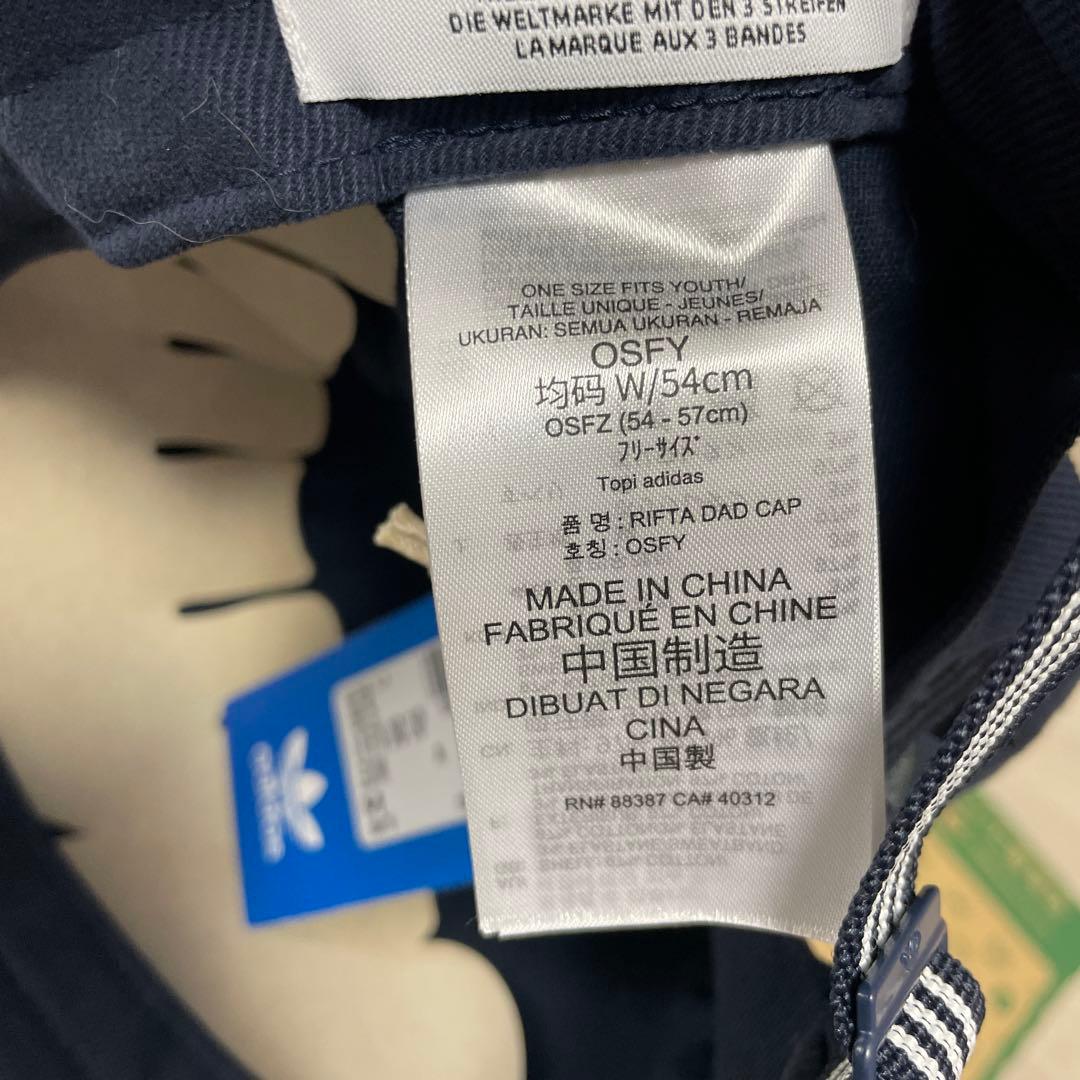 DIE WELTMARKE MIT DEN 3 STREIFEN
LA MARQUE AUX 3 BANDES
ONE SIZE FITS YOUTH/
TAILLE UNIQUE - JEUNES/
UKURAN: SEMUA UKURAN - REMAJA
OSFY
均码 W/54cm
OSFZ (54 - 57cm)
フリーサイズ
Topi adidas
품 명 : RIFTA DAD CAP
호칭 : OSFY
MADE IN CHINA
FABRIQUÉ EN CHINE
中国制造
DIBUAT DI NEGARA
CINA
中国製
RN# 88387 CA# 40312
adidas